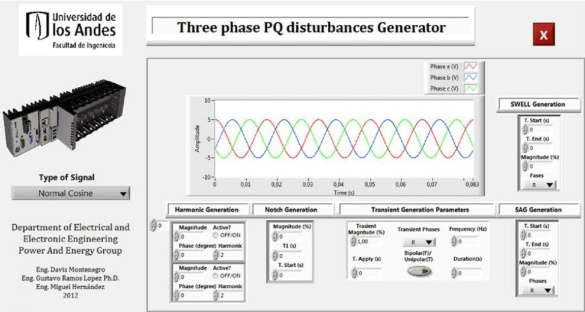 Universidad de
los Andes
Facultad de Ingeniería
Three phase PQ disturbances Generator
X
Type of Signal
Normal Cosine
Department of Electrical and
Electronic Engineering
Power And Energy Group
Eng. Davis Montenegro
Eng. Gustavo Ramos Lopez Ph.D.
Eng. Miguel Hernández
2012
Phase a (V)
Phase b (V)
Phase c (V)
Amplitude
10
5
0
-5
-10
0 0,01 0,02 0,03 0,04 0,05 0,06 0,07 0,083
Time (s)
SWELL Generation
T. Start (s)
0
T. End (s)
0
Magnitude (%)
0
Fases
R
Harmonic Generation
0
Magnitude Active?
0 OFF/ON
Phase (degree) Harmonic
0 2
Magnitude Active?
0 OFF/ON
Phase (degree) Harmonic
0 2
Notch Generation
Magnitude (%)
0
T1 (s)
0
T. Start (s)
0
Transient Generation Parameters
Trasient
Magnitude (%)
1,00
Transient Phases
R
Frequency (Hz)
0
T. Apply (s)
0
Bipolar(F)/
Unipolar(T)
Duration(s)
0
SAG Generation
T. Start (s)
0
T. End (s)
0
Magnitude (%)
0
Phases
R